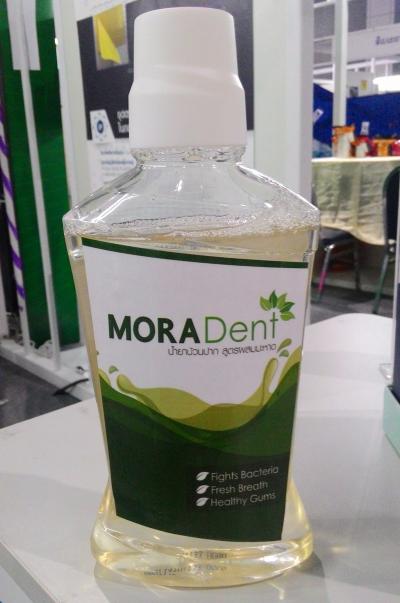 MORADent
น้ำยาบ้วนปาก สูตรผสมมะหาด
Fights Bacteria
Fresh Breath
Healthy Gums